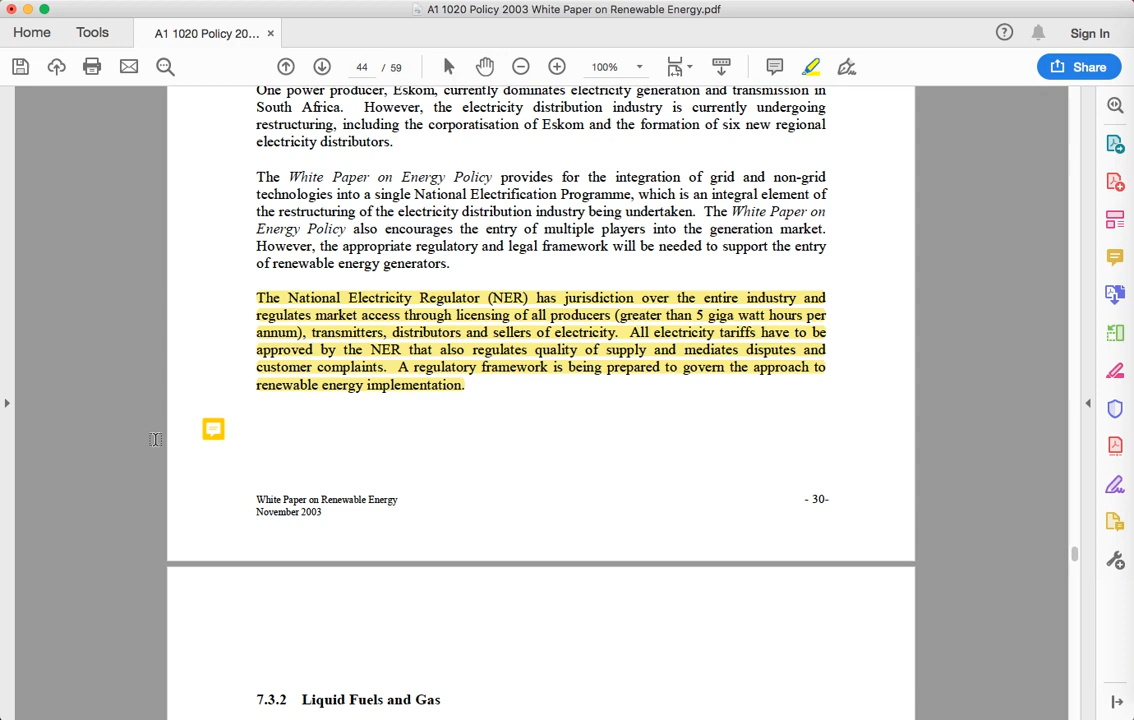 A1 1020 Policy 2003 White Paper on Renewable Energy.pdf
Home Tools A1 1020 Policy 20... × Sign In
44 / 59 100% Share
One power producer, Eskom, currently dominates electricity generation and transmission in
South Africa. However, the electricity distribution industry is currently undergoing
restructuring, including the corporatisation of Eskom and the formation of six new regional
electricity distributors.
The White Paper on Energy Policy provides for the integration of grid and non-grid
technologies into a single National Electrification Programme, which is an integral element of
the restructuring of the electricity distribution industry being undertaken. The White Paper on
Energy Policy also encourages the entry of multiple players into the generation market.
However, the appropriate regulatory and legal framework will be needed to support the entry
of renewable energy generators.
The National Electricity Regulator (NER) has jurisdiction over the entire industry and
regulates market access through licensing of all producers (greater than 5 giga watt hours per
annum), transmitters, distributors and sellers of electricity. All electricity tariffs have to be
approved by the NER that also regulates quality of supply and mediates disputes and
customer complaints. A regulatory framework is being prepared to govern the approach to
renewable energy implementation.
White Paper on Renewable Energy - 30-
November 2003
7.3.2 Liquid Fuels and Gas